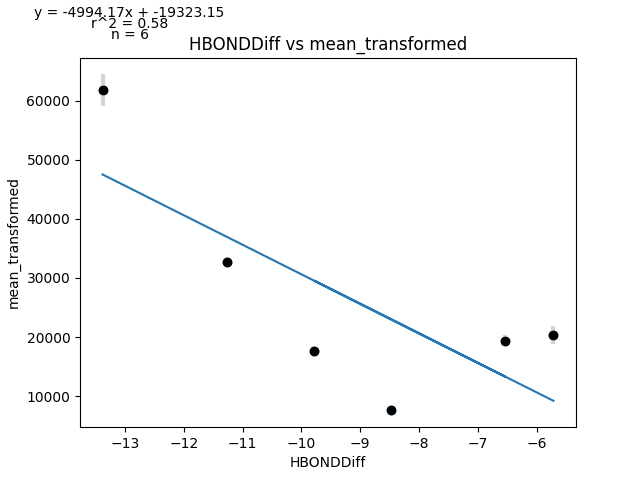 y = -4994.17x + -19323.15
r^2 = 0.58
n = 6
HBONDDiff vs mean_transformed
60000
50000
40000
30000
20000
10000
mean_transformed
−13
−12
−11
−10
−9
−8
−7
−6
HBONDDiff